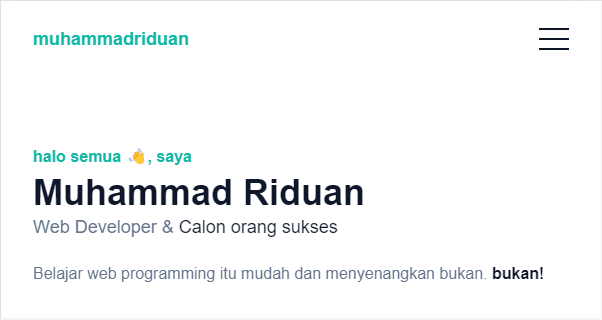 muhammadriduan
halo semua 👋, saya
Muhammad Riduan
Web Developer & Calon orang sukses
Belajar web programming itu mudah dan menyenangkan bukan. bukan!